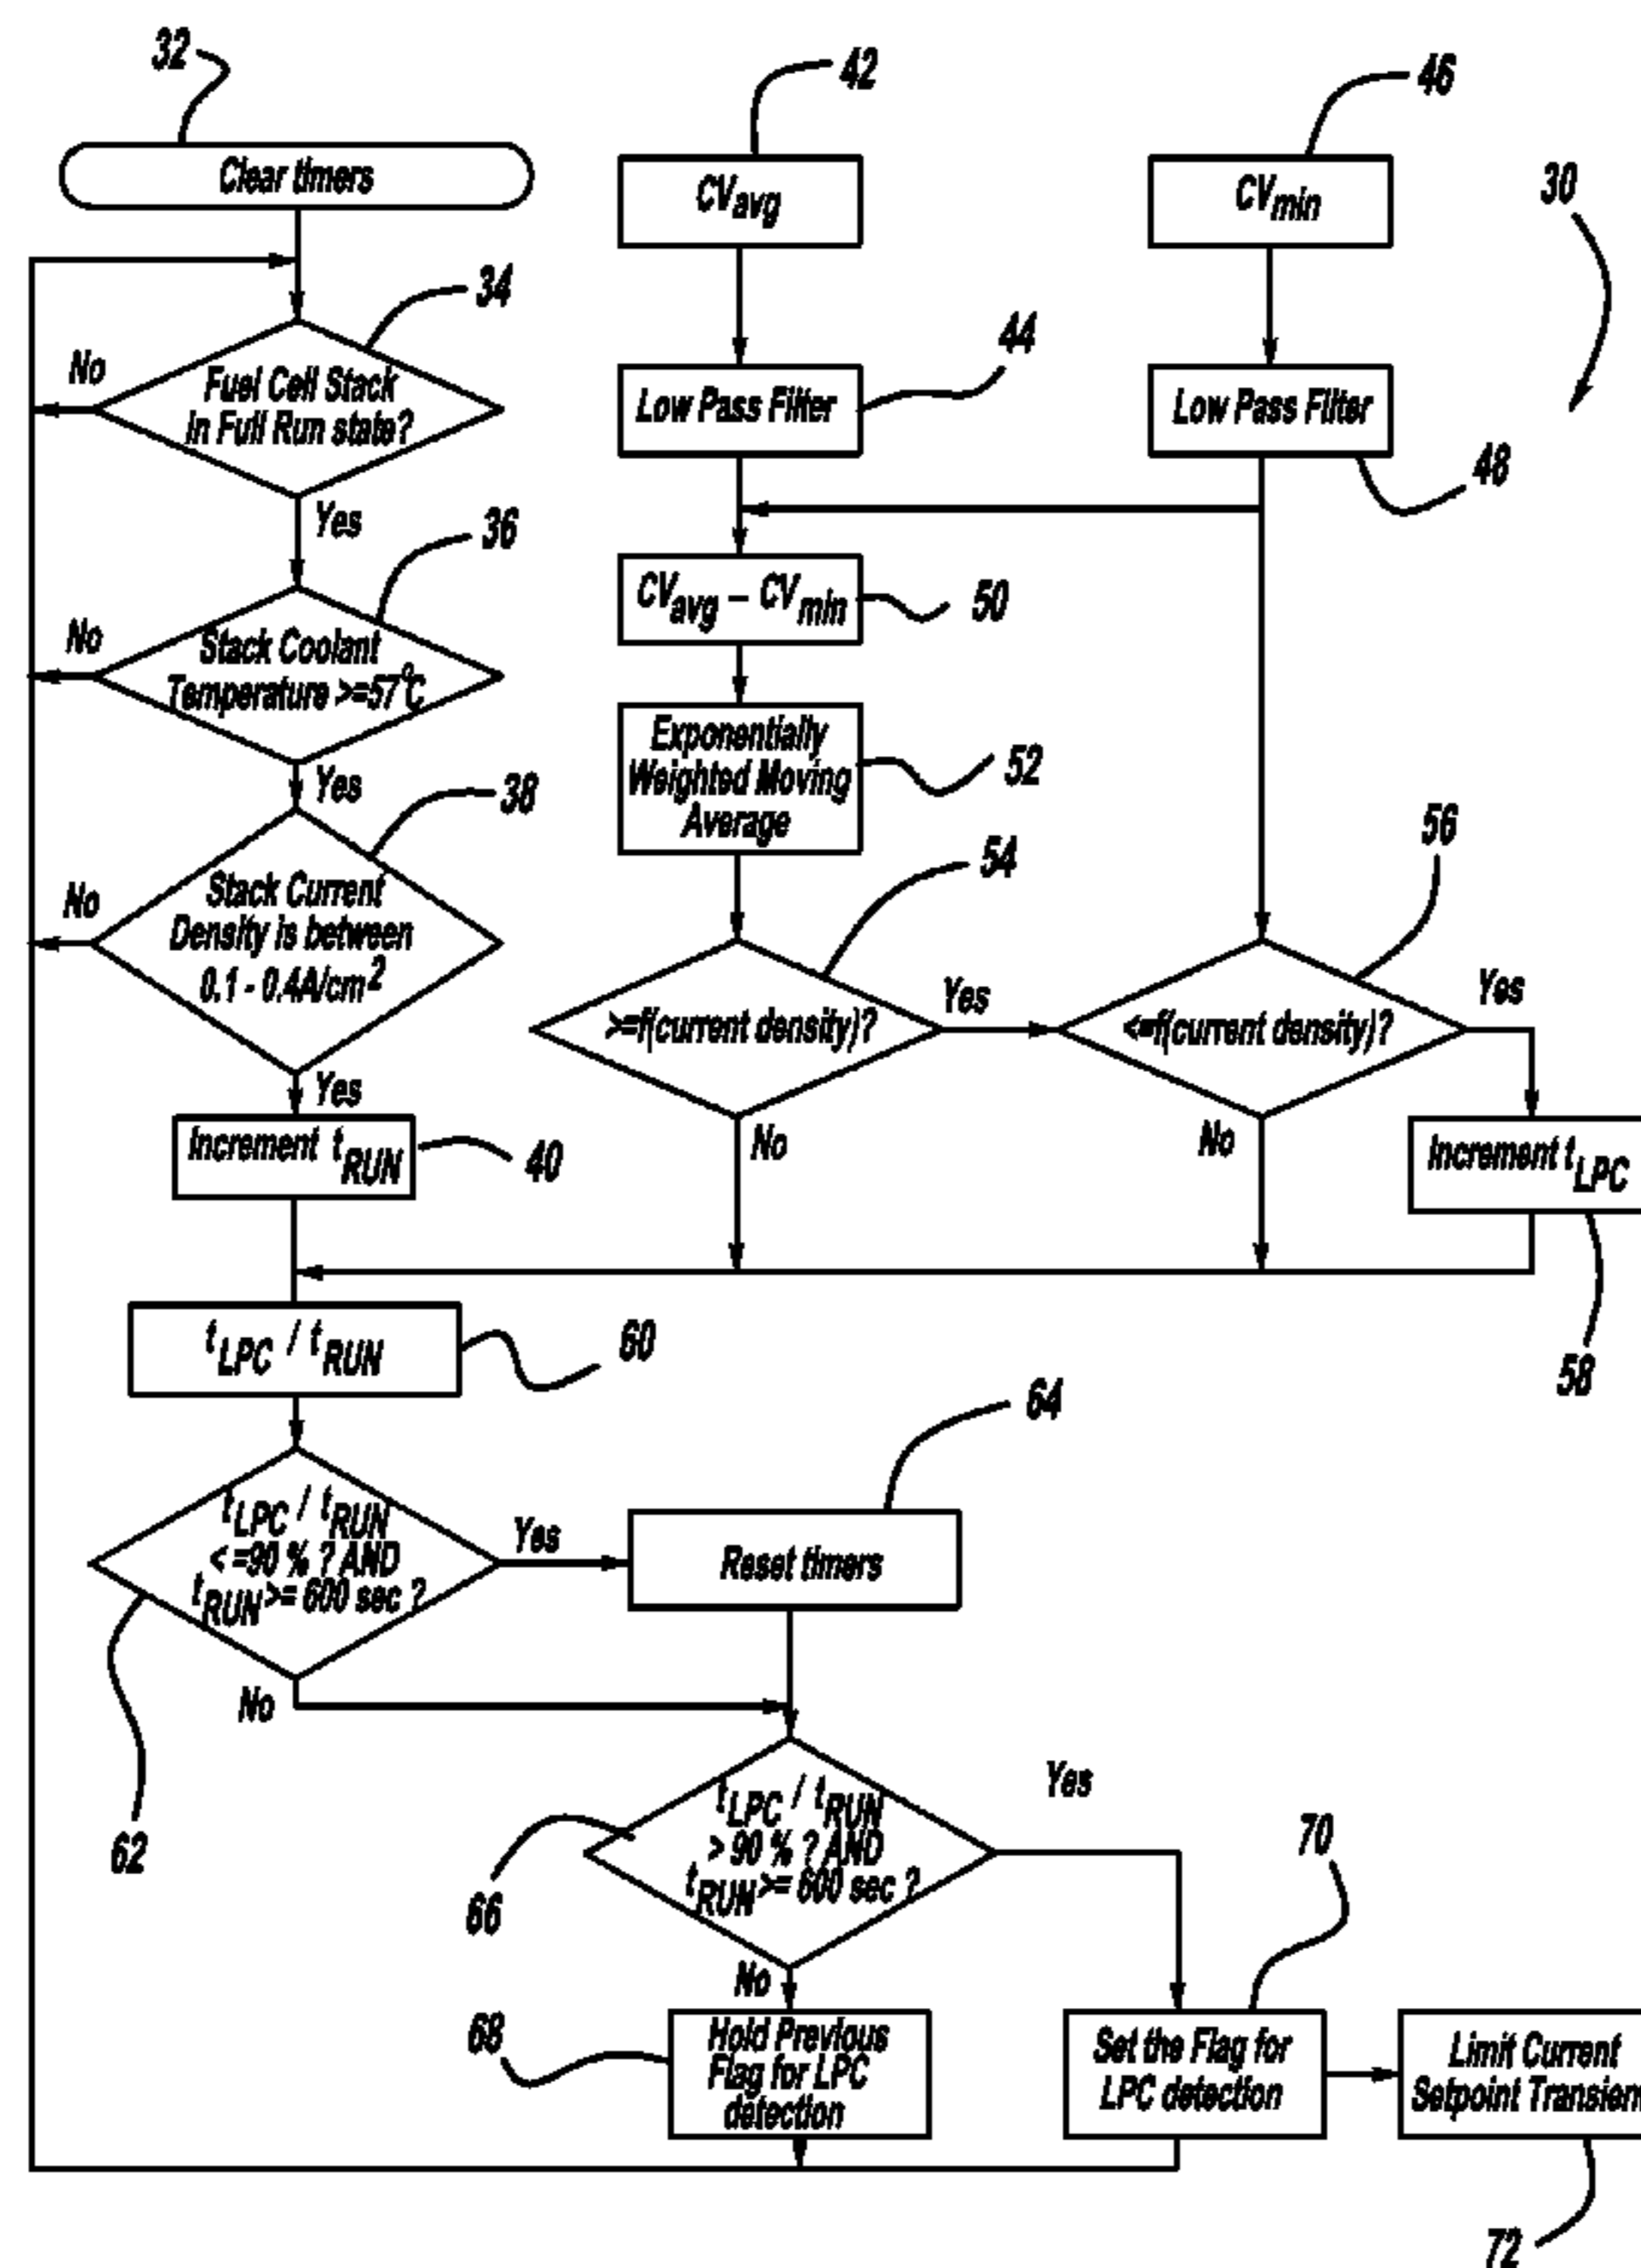 32
Clear timers
42
CVavg
46
CVmin
30
34
No
Fuel Cell Stack
in Full Run state?
Yes
44
Low Pass Filter
Low Pass Filter
48
36
No
Stack Coolant
Temperature >=57°C
Yes
CVavg – CVmin
50
Exponentially
Weighted Moving
Average
52
38
No
Stack Current
Density is between
0.1 - 0.4A/cm2
Yes
54
>=f(current density)?
Yes
No
56
<=f(current density)?
Yes
No
Increment tRUN
40
Increment tLPC
58
tLPC / tRUN
60
62
tLPC / tRUN
< =90 % ? AND
tRUN>= 600 sec ?
Yes
No
64
Reset timers
66
tLPC / tRUN
> 90 % ? AND
tRUN>= 600 sec ?
Yes
No
68
Hold Previous
Flag for LPC
detection
70
Set the Flag for
LPC detection
Limit Current
Setpoint Transien
72